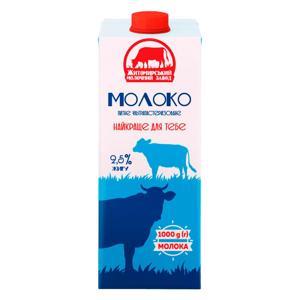 ЖИТОМИРСЬКИЙ
МОЛОЧНИЙ ЗАВОД
МОЛОКО
ПИТНЕ УЛЬТРАПАСТЕРИЗОВАНЕ
НАЙКРАЩЕ ДЛЯ ТЕБЕ
2,5%
ЖИРУ
1000 g (г)
МОЛОКА